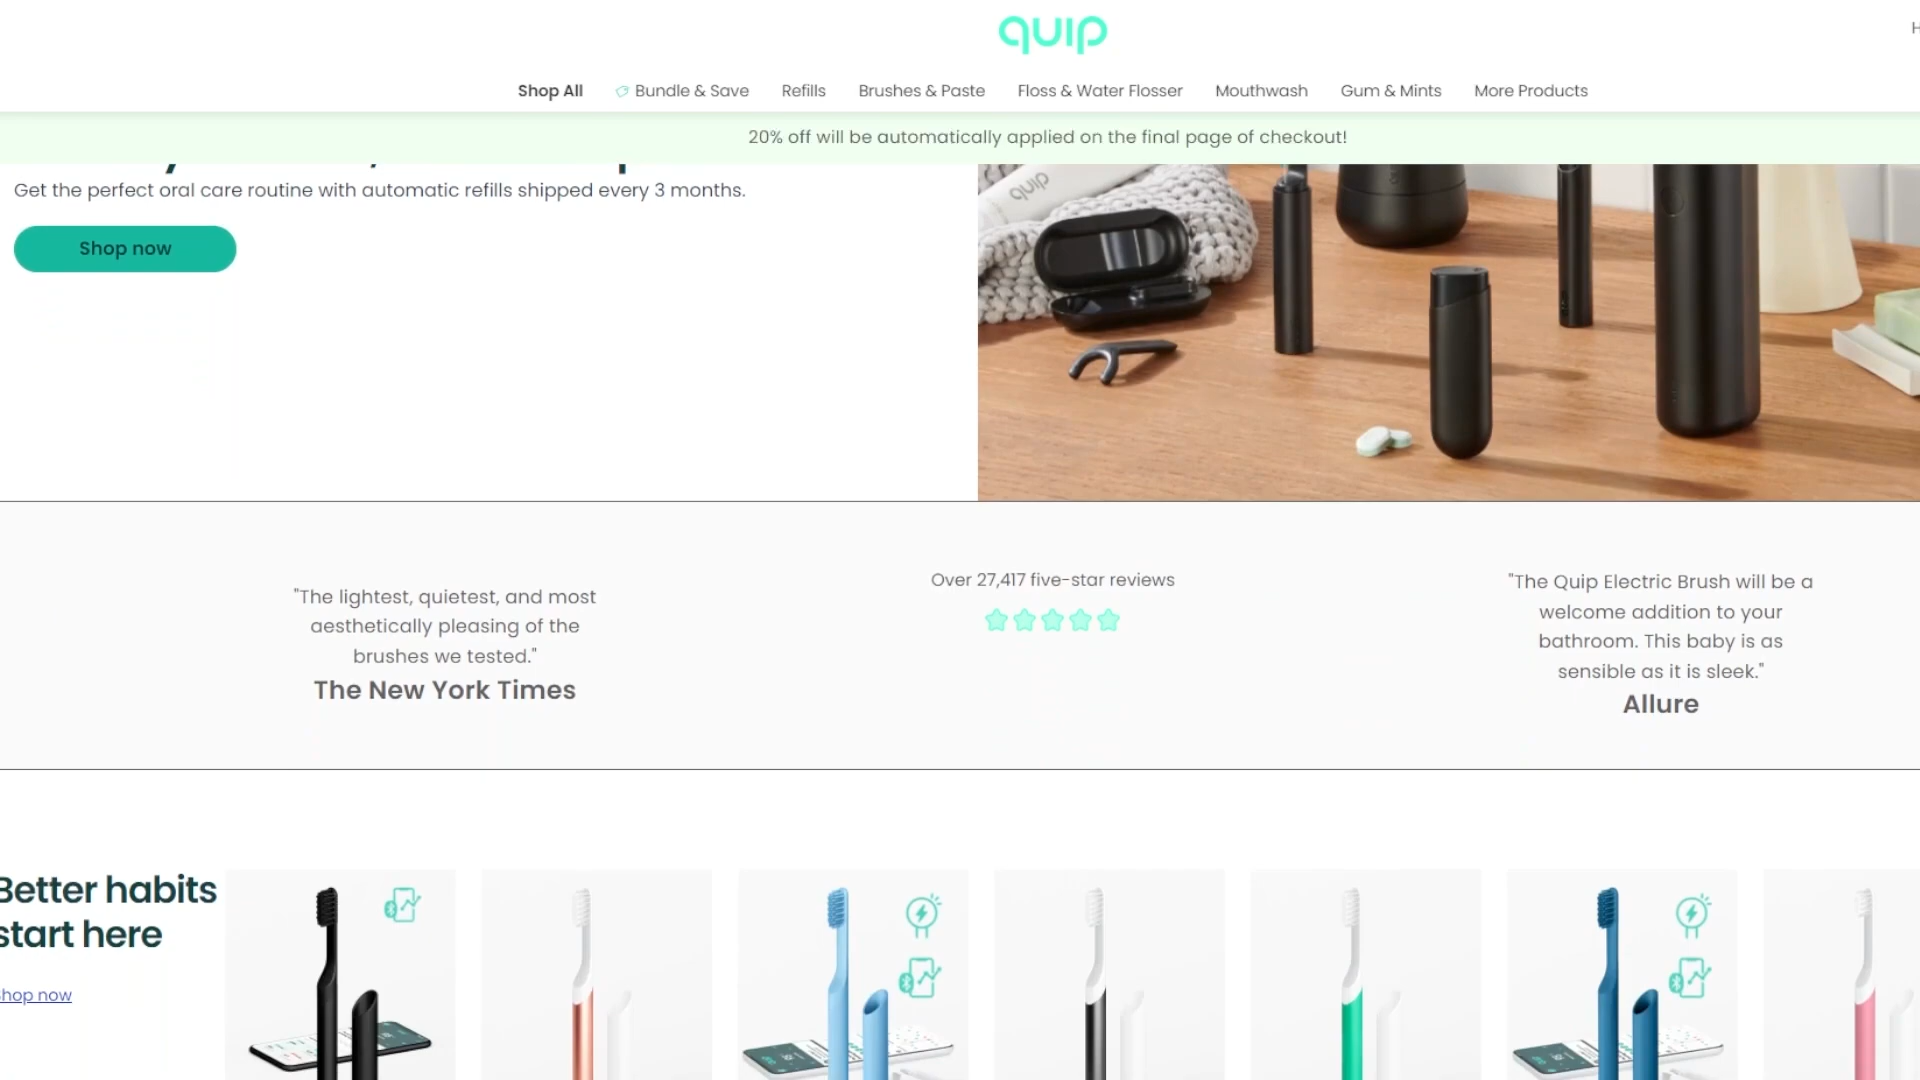 quip
Shop All
Bundle & Save
Refills
Brushes & Paste
Floss & Water Flosser
Mouthwash
Gum & Mints
More Products
20% off will be automatically applied on the final page of checkout!
Get the perfect oral care routine with automatic refills shipped every 3 months.
Shop now
quip
"The lightest, quietest, and most
aesthetically pleasing of the
brushes we tested."
The New York Times
Over 27,417 five-star reviews
"The Quip Electric Brush will be a
welcome addition to your
bathroom. This baby is as
sensible as it is sleek."
Allure
Better habits
start here
hop now